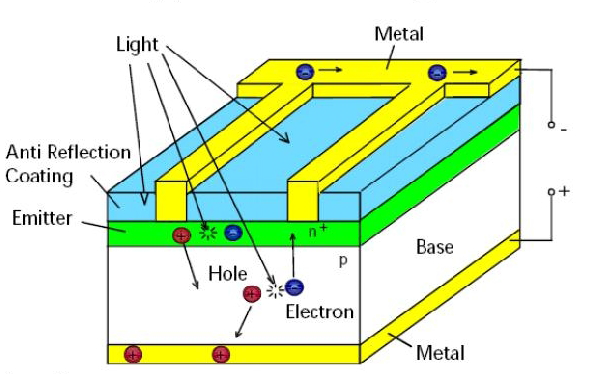 Metal
Light
-
Anti Reflection
Coating
+
Emitter
n+
Base
p
Hole
Electron
Metal